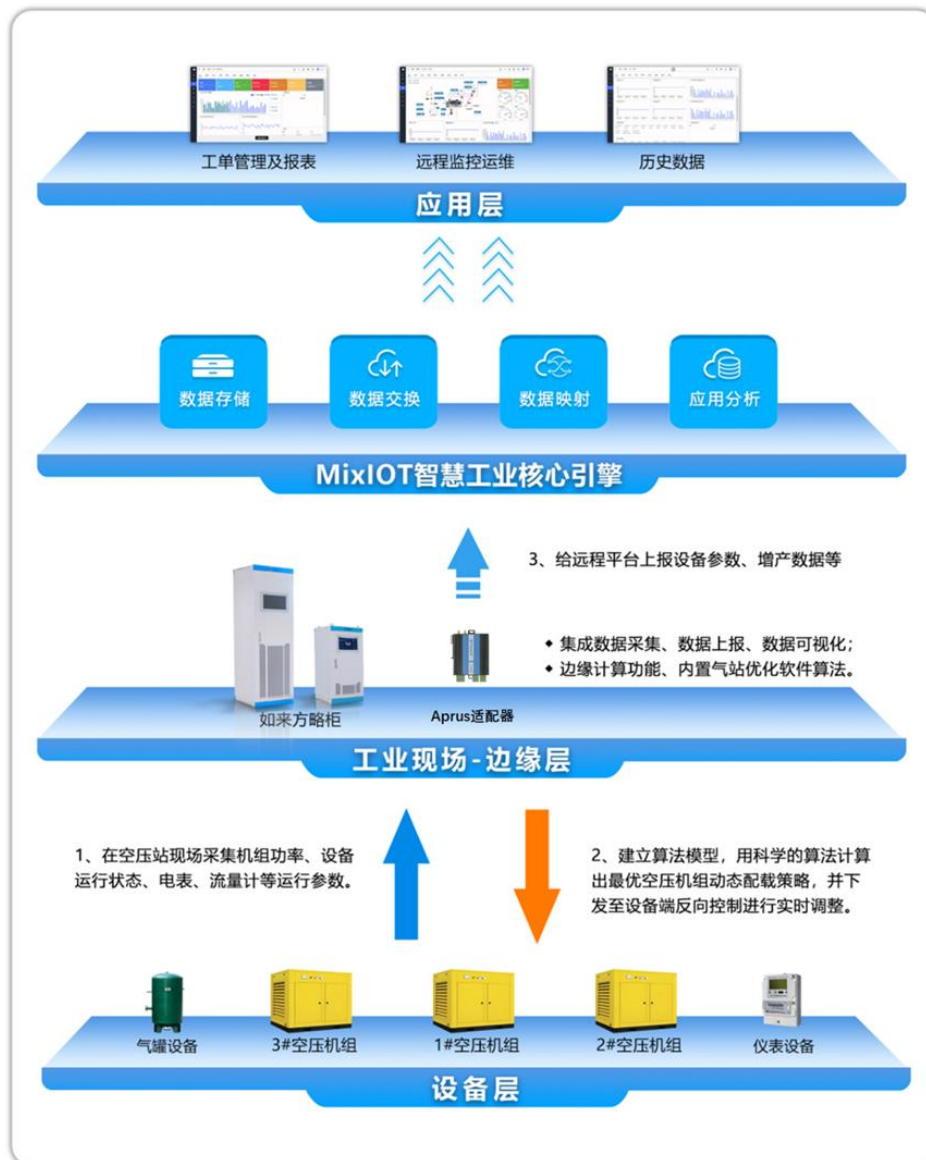 工单管理及报表
远程监控运维
历史数据
应用层
数据存储
数据交换
数据映射
应用分析
MixIOT智慧工业核心引擎
3、给远程平台上报设备参数、增产数据等
◆ 集成数据采集、数据上报、数据可视化；
◆ 边缘计算功能、内置气站优化软件算法。
如来方略柜
Aprus适配器
工业现场-边缘层
1、在空压站现场采集机组功率、设备
运行状态、电表、流量计等运行参数。
2、建立算法模型，用科学的算法计算
出最优空压机组动态配载策略，并下
发至设备端反向控制进行实时调整。
气罐设备
3#空压机组
1#空压机组
2#空压机组
仪表设备
设备层